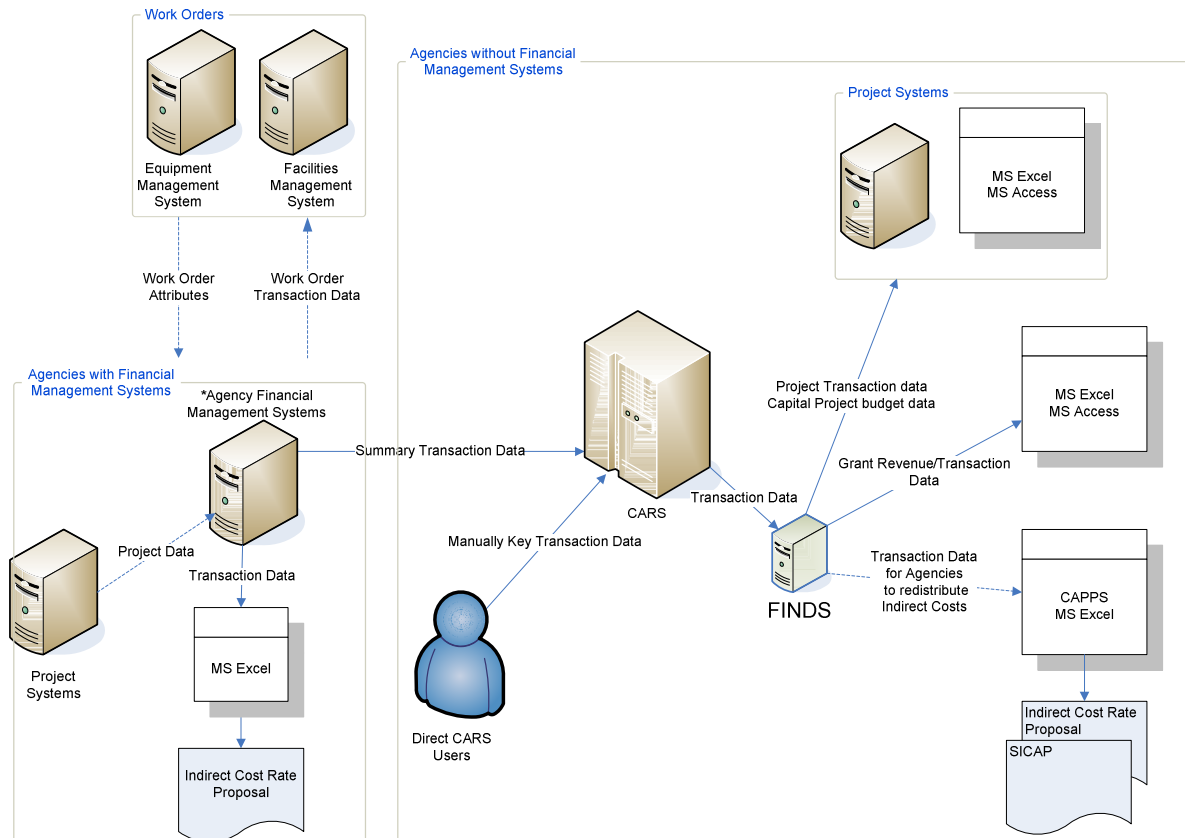 Work Orders
Equipment
Management
System
Facilities
Management
System
Work Order
Attributes
Work Order
Transaction Data
Agencies with Financial
Management Systems
*Agency Financial
Management Systems
Project Data
Project
Systems
Transaction Data
MS Excel
Indirect Cost Rate
Proposal
Agencies without Financial
Management Systems
Summary Transaction Data
CARS
Manually Key Transaction Data
Direct CARS
Users
Transaction Data
FINDS
Project Systems
MS Excel
MS Access
Project Transaction data
Capital Project budget data
MS Excel
MS Access
Grant Revenue/Transaction
Data
Transaction Data
for Agencies
to redistribute
Indirect Costs
CAPPS
MS Excel
Indirect Cost Rate
Proposal
SICAP